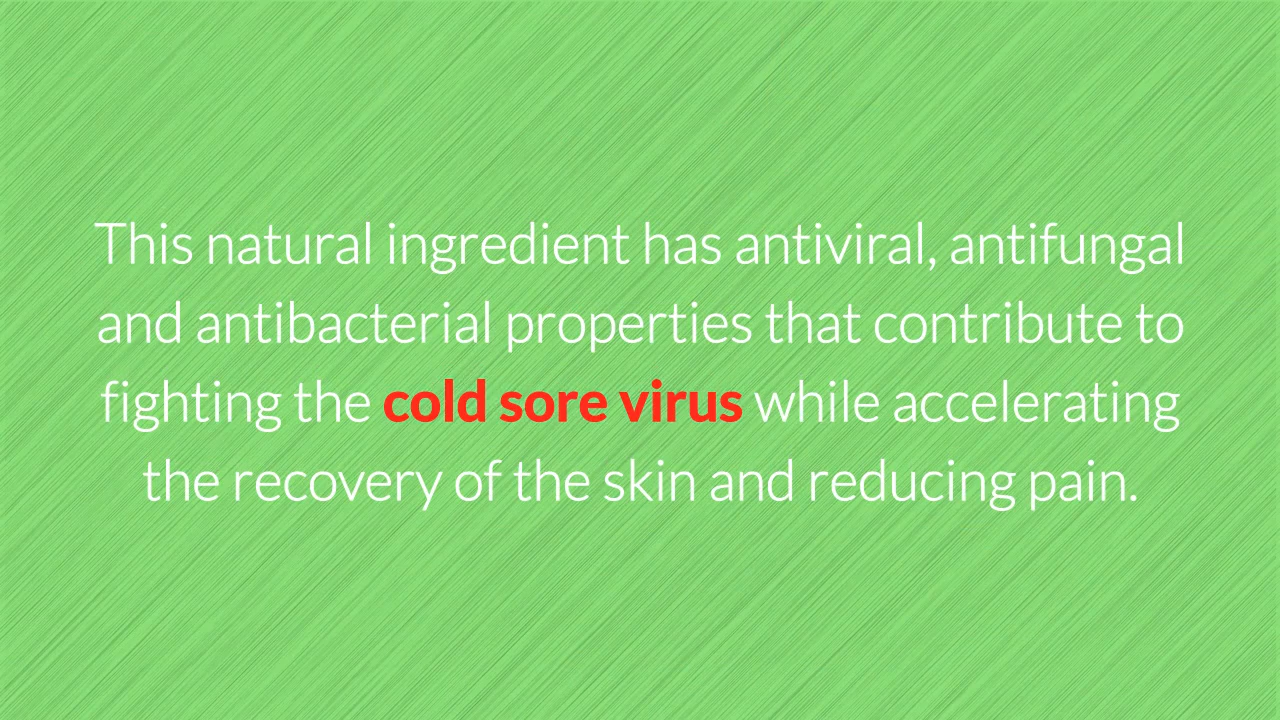 This natural ingredient has antiviral, antifungal
and antibacterial properties that contribute to
fighting the cold sore virus while accelerating
the recovery of the skin and reducing pain.